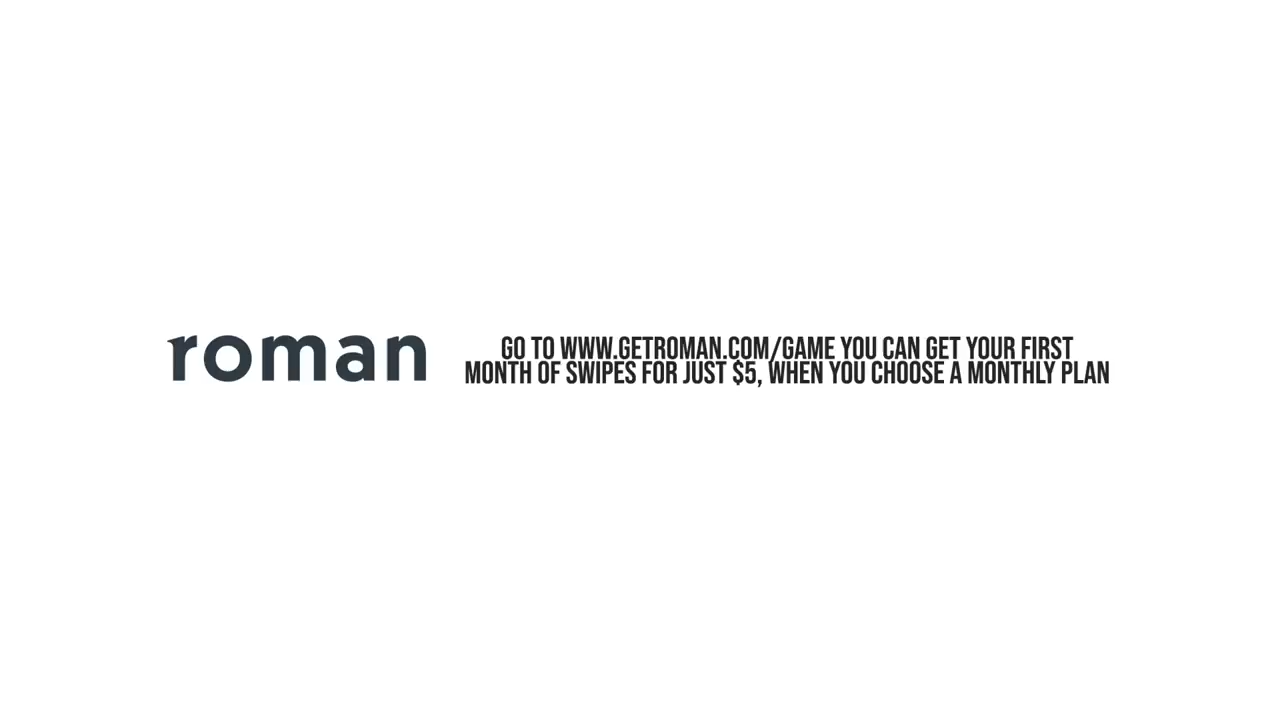 roman
GO TO WWW.GETROMAN.COM/GAME YOU CAN GET YOUR FIRST
MONTH OF SWIPES FOR JUST $5, WHEN YOU CHOOSE A MONTHLY PLAN